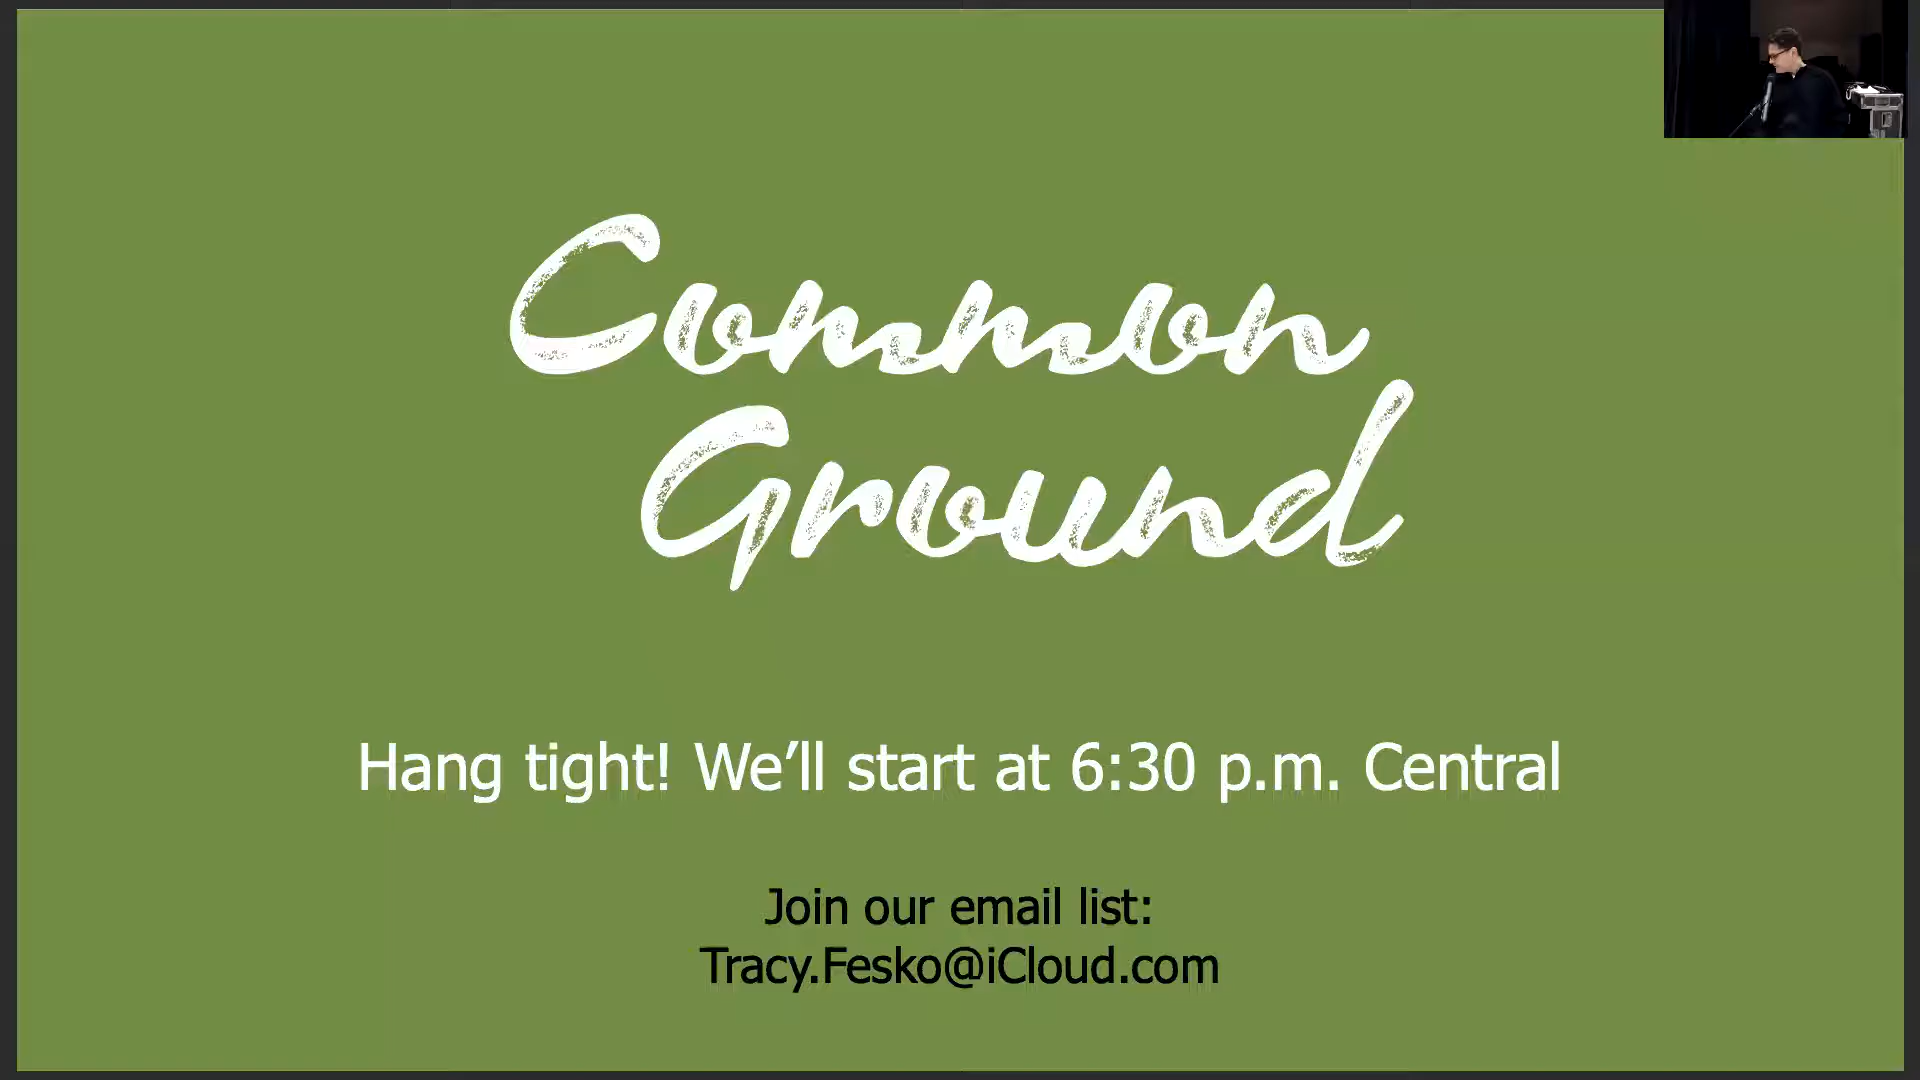 Common
Ground
Hang tight! We’ll start at 6:30 p.m. Central
Join our email list:
Tracy.Fesko@iCloud.com